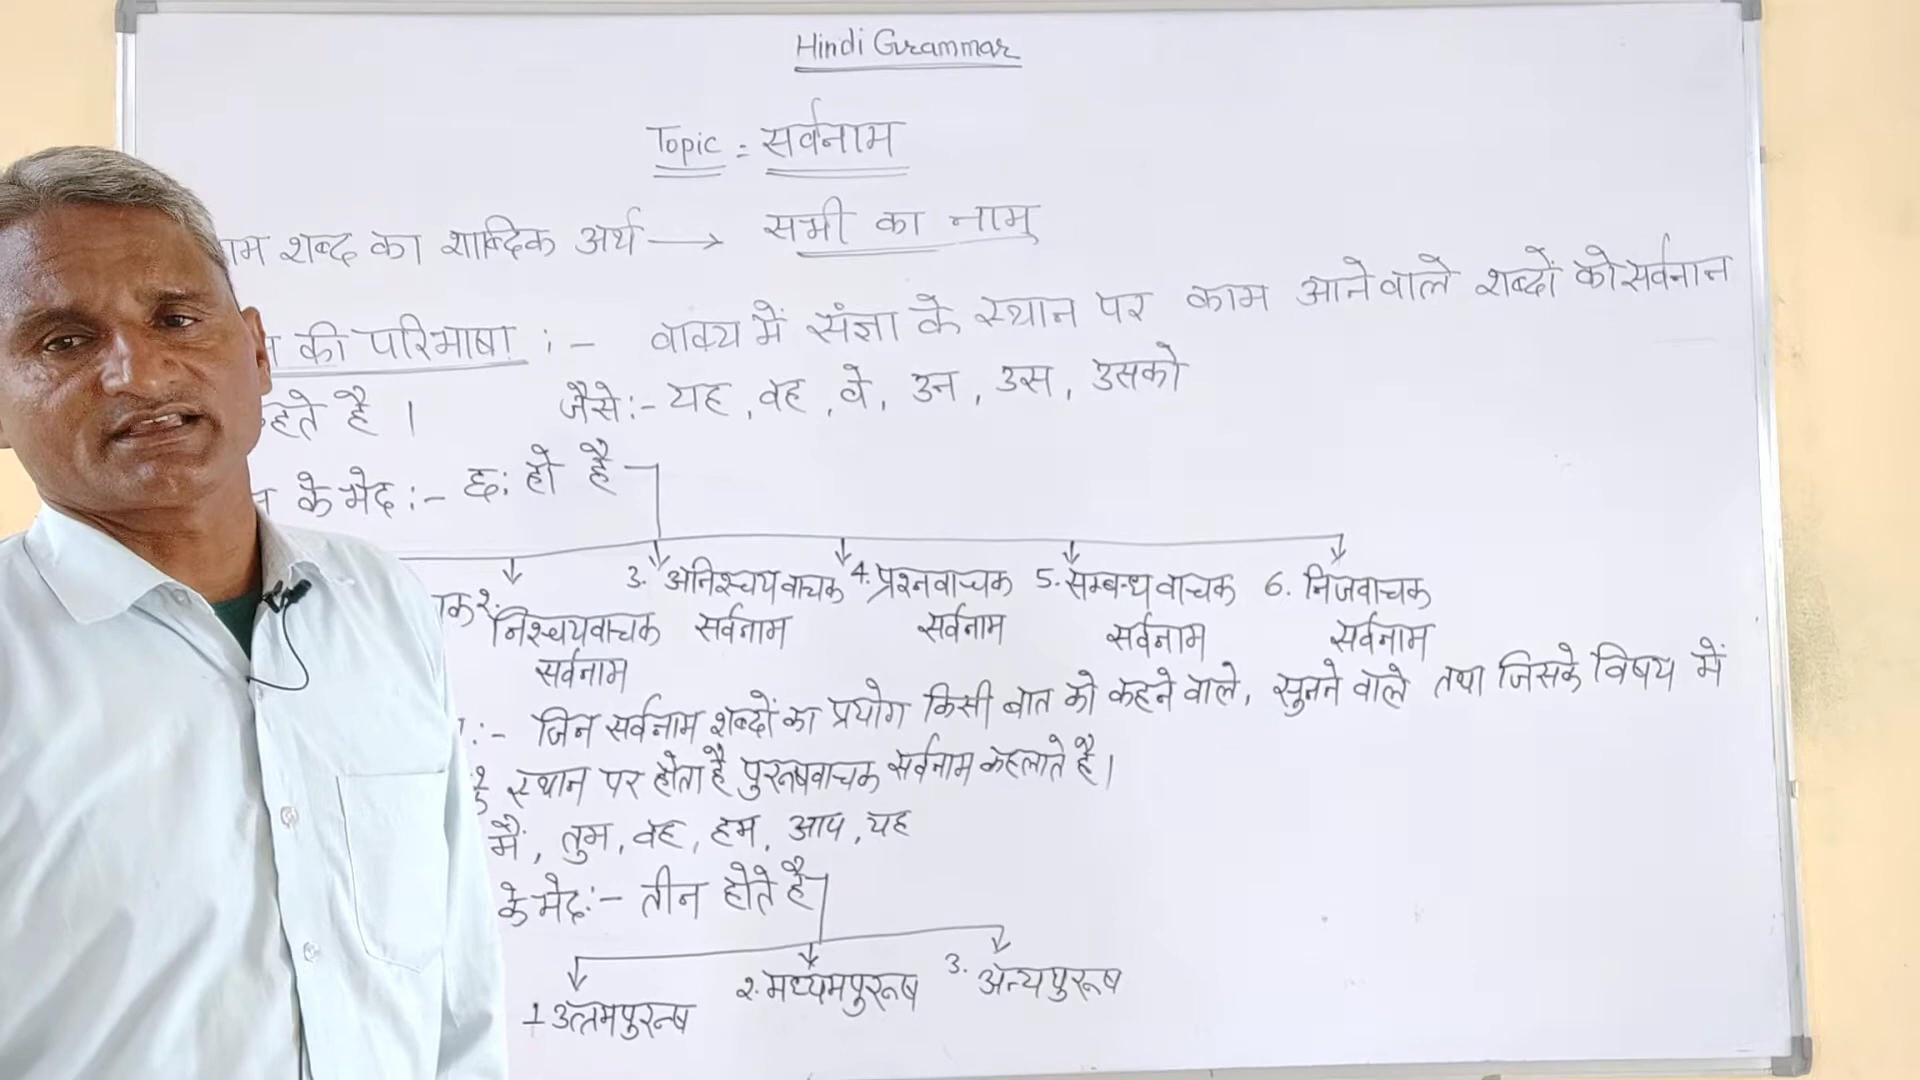 Hindi Grammar
Topic = सर्वनाम
नाम शब्द का शाब्दिक अर्थ → सभी का नाम
की परिभाषा :- वाक्य में संज्ञा के स्थान पर काम आने वाले शब्दों को सर्वनान
कहते है । जैसे:- यह, वह, वे, उन, उस, उसको
के भेद :- छ: हो है
3. अनिश्चयवाचक 4. प्रश्नवाचक 5. सम्बन्धवाचक 6. निजवाचक
२. निश्चयवाचक सर्वनाम सर्वनाम सर्वनाम सर्वनाम
सर्वनाम
:- जिन सर्वनाम शब्दों का प्रयोग किसी बात को कहने वाले, सुनने वाले तथा जिसके विषय में
स्थान पर होता है पुरुषवाचक सर्वनाम कहलाते है।
मैं, तुम, वह, हम, आप, यह
के भेद:- तीन होते है
1 उत्तमपुरुष २. मध्यमपुरूष 3. अन्यपुरूष